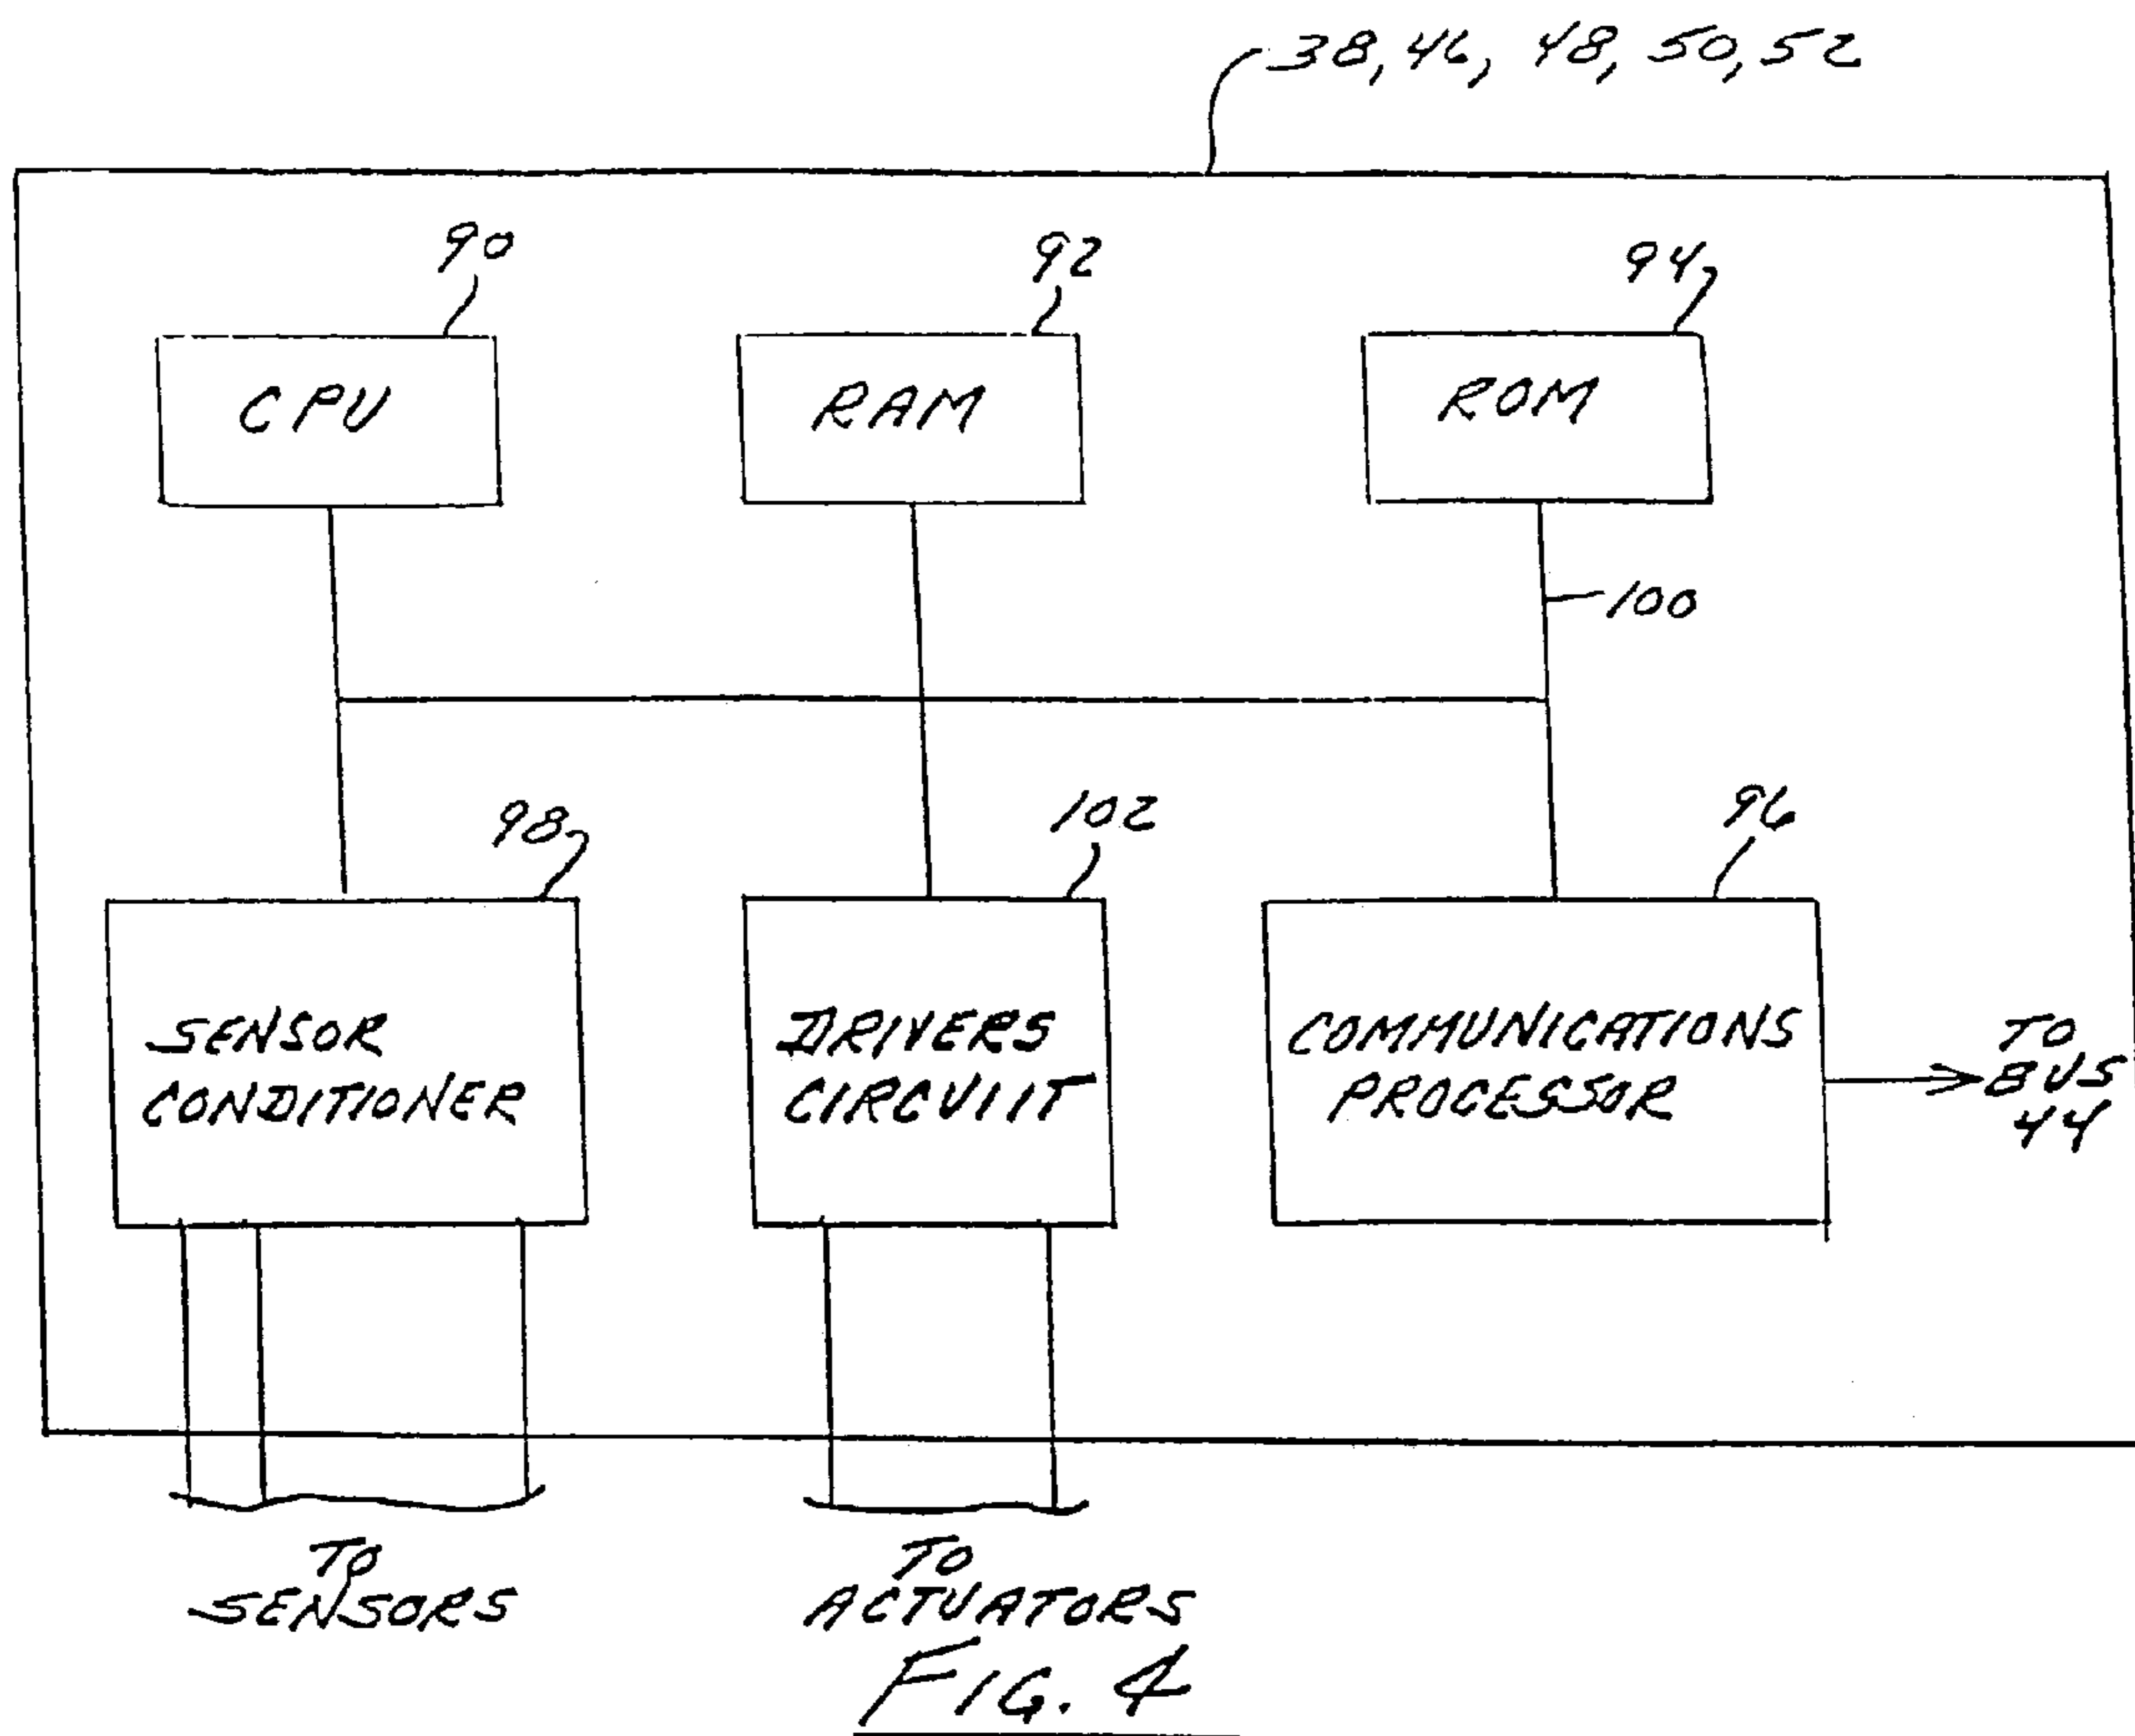 38, 46, 48, 50, 52
90
92
94
CPU
RAM
ROM
100
98
102
96
SENSOR
CONDITIONER
DRIVERS
CIRCUIIT
COMMUNICATIONS
PROCESSOR
TO
BUS
44
TO
SENSORS
TO
ACTUATORS
FIG. 4